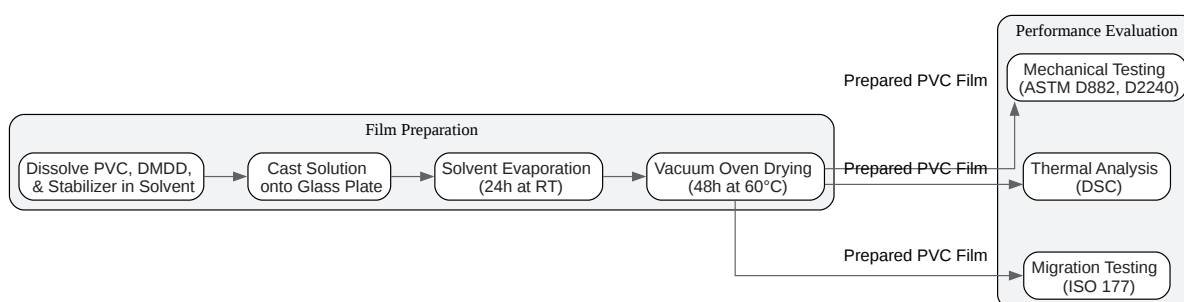 Performance Evaluation
Prepared PVC Film
Mechanical Testing
(ASTM D882, D2240)
Film Preparation
Dissolve PVC, DMDD,
& Stabilizer in Solvent
Cast Solution
onto Glass Plate
Solvent Evaporation
(24h at RT)
Vacuum Oven Drying
(48h at 60°C)
Prepared PVC Film
Thermal Analysis
(DSC)
Prepared PVC Film
Migration Testing
(ISO 177)